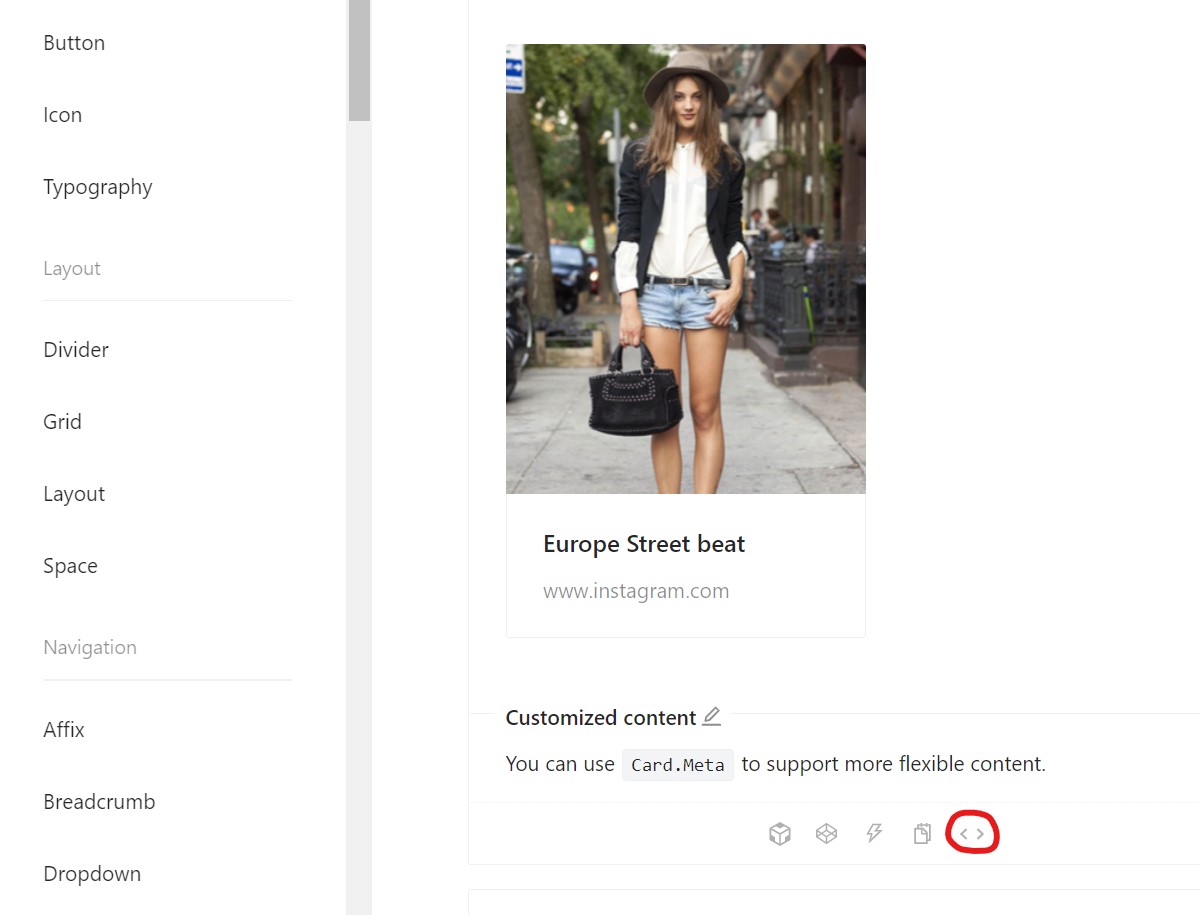 Button
Icon
Typography
Layout
Divider
Grid
Layout
Space
Navigation
Affix
Breadcrumb
Dropdown
Europe Street beat
www.instagram.com
Customized content
You can use Card.Meta to support more flexible content.